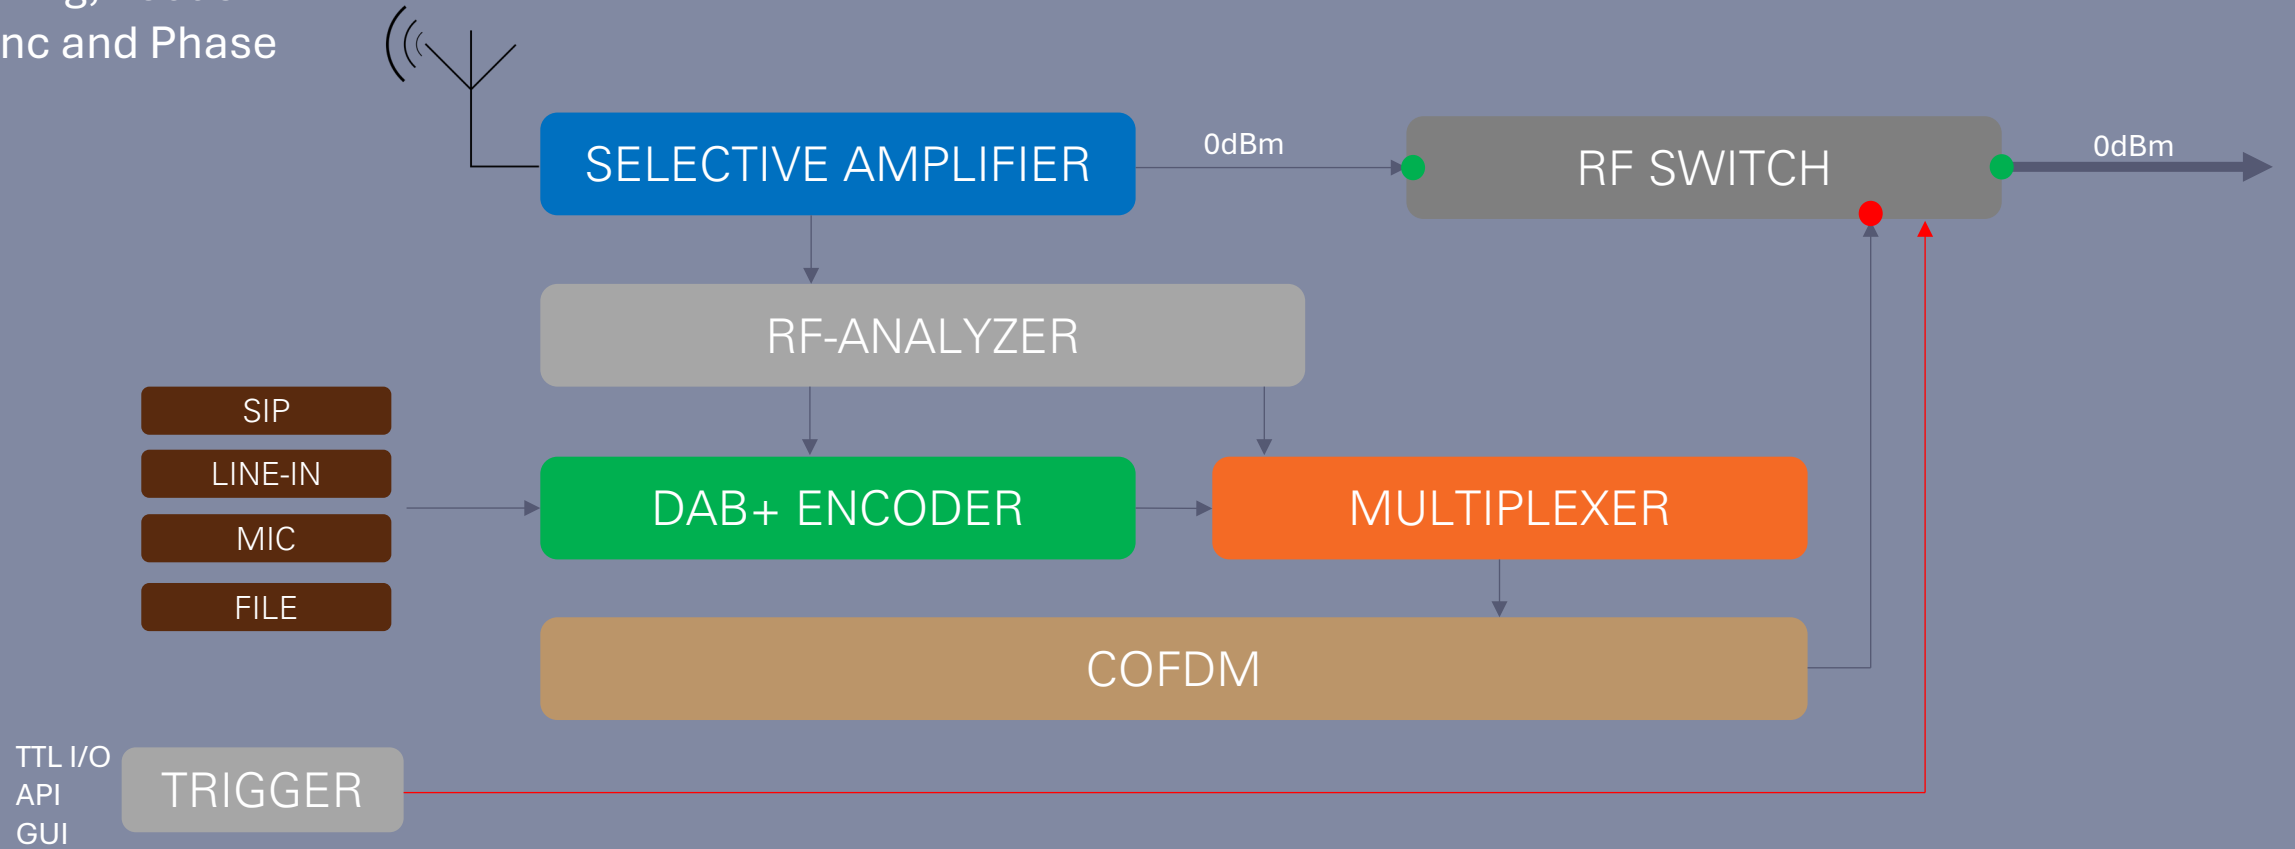 nc and Phase
SELECTIVE AMPLIFIER
0dBm
RF SWITCH
0dBm
RF-ANALYZER
SIP
LINE-IN
MIC
FILE
DAB+ ENCODER
MULTIPLEXER
COFDM
TTL I/O
API
GUI
TRIGGER